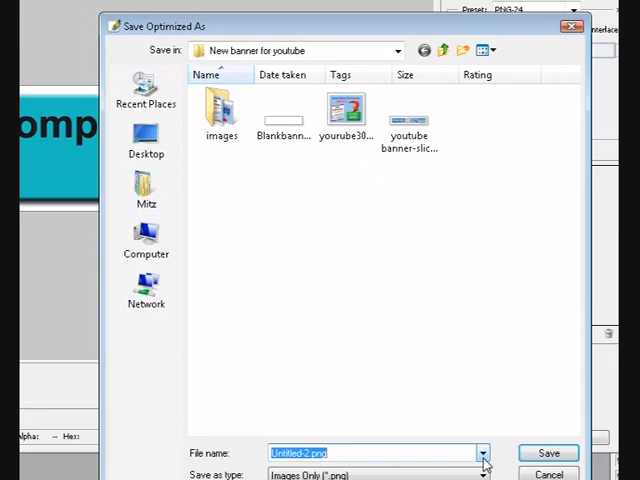 Preset: PNG-24
Save Optimized As
Interlace
Save in:
New banner for youtube
Name
Date taken
Tags
Size
Rating
Recent Places
images
Blankbann...
yourube30...
youtube
banner-slic...
omp
Desktop
Mitz
Computer
Network
Alpha: -- Hex:
File name:
Untitled-2.png
Save
Save as type:
Images Only (*.png)
Cancel